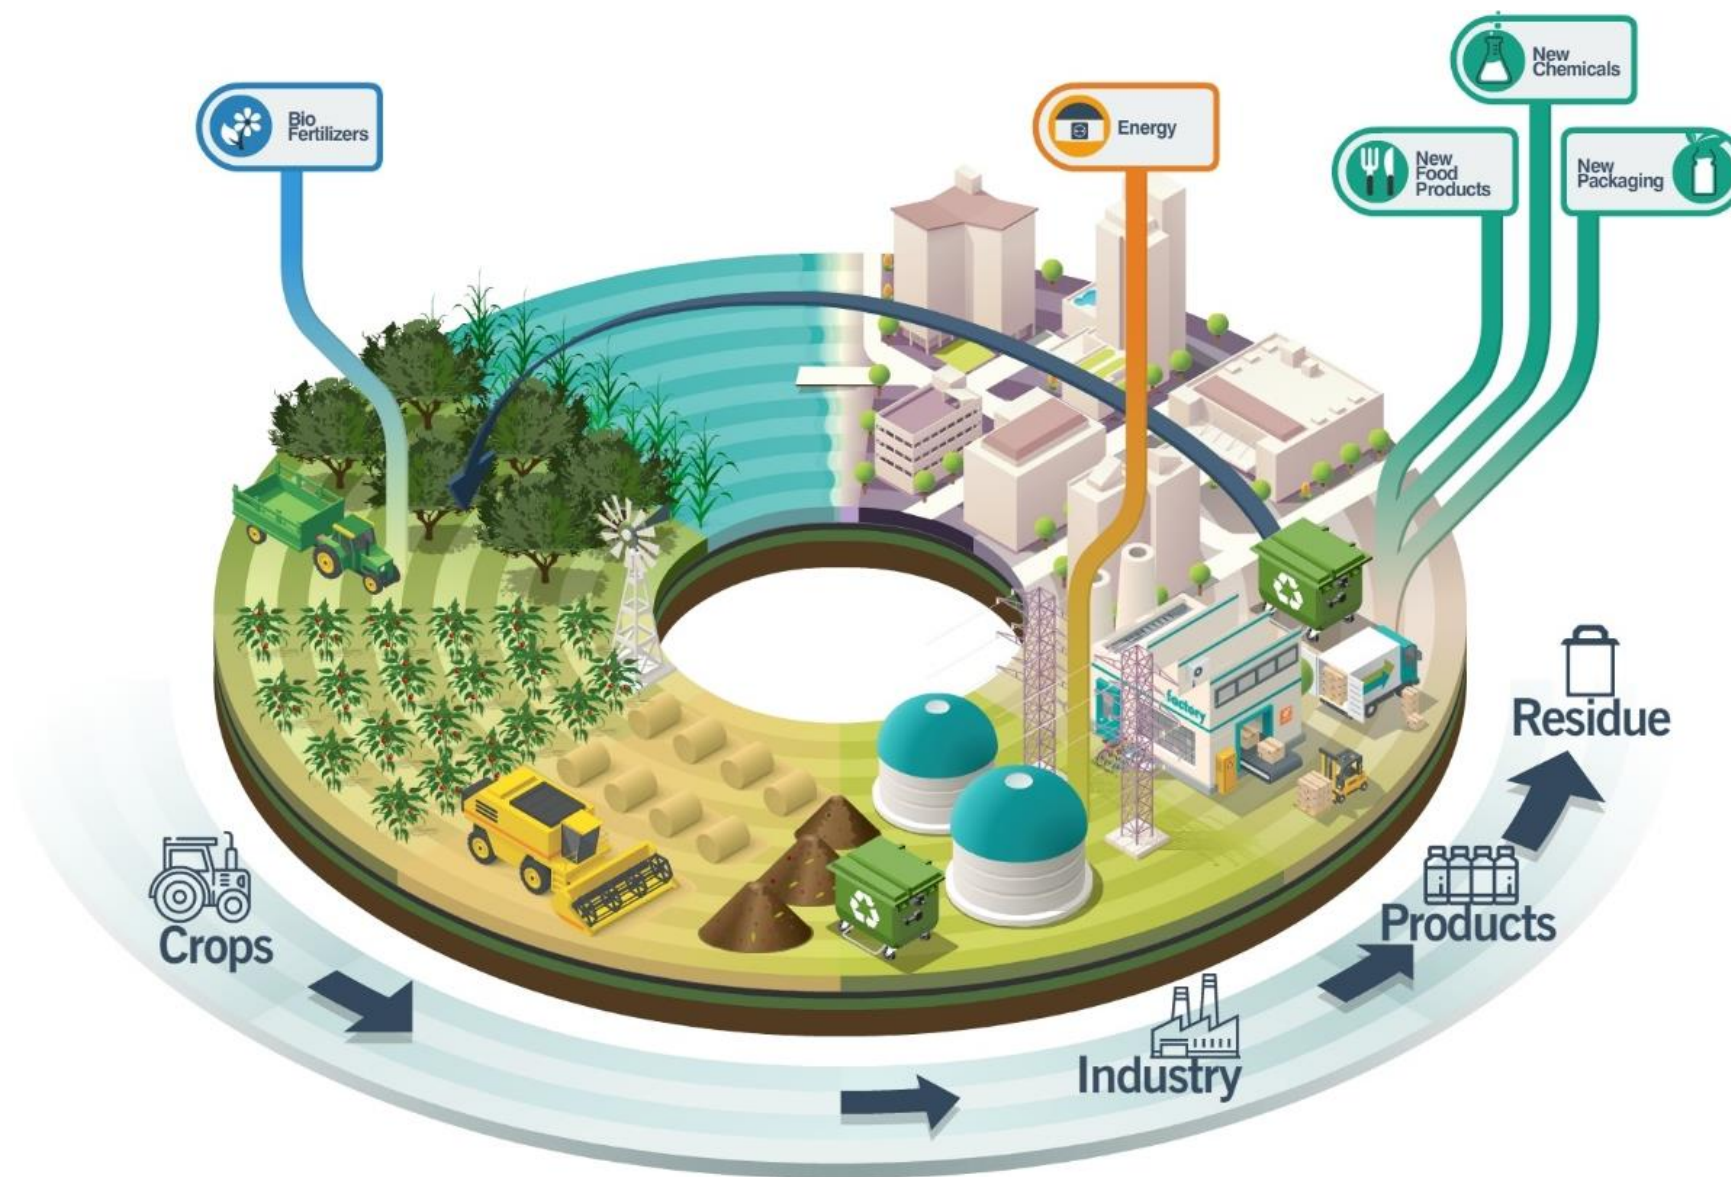 New
Chemicals
Bio
Fertilizers
Energy
New
Food
Products
New
Packaging
factory
Residue
Products
Crops
Industry